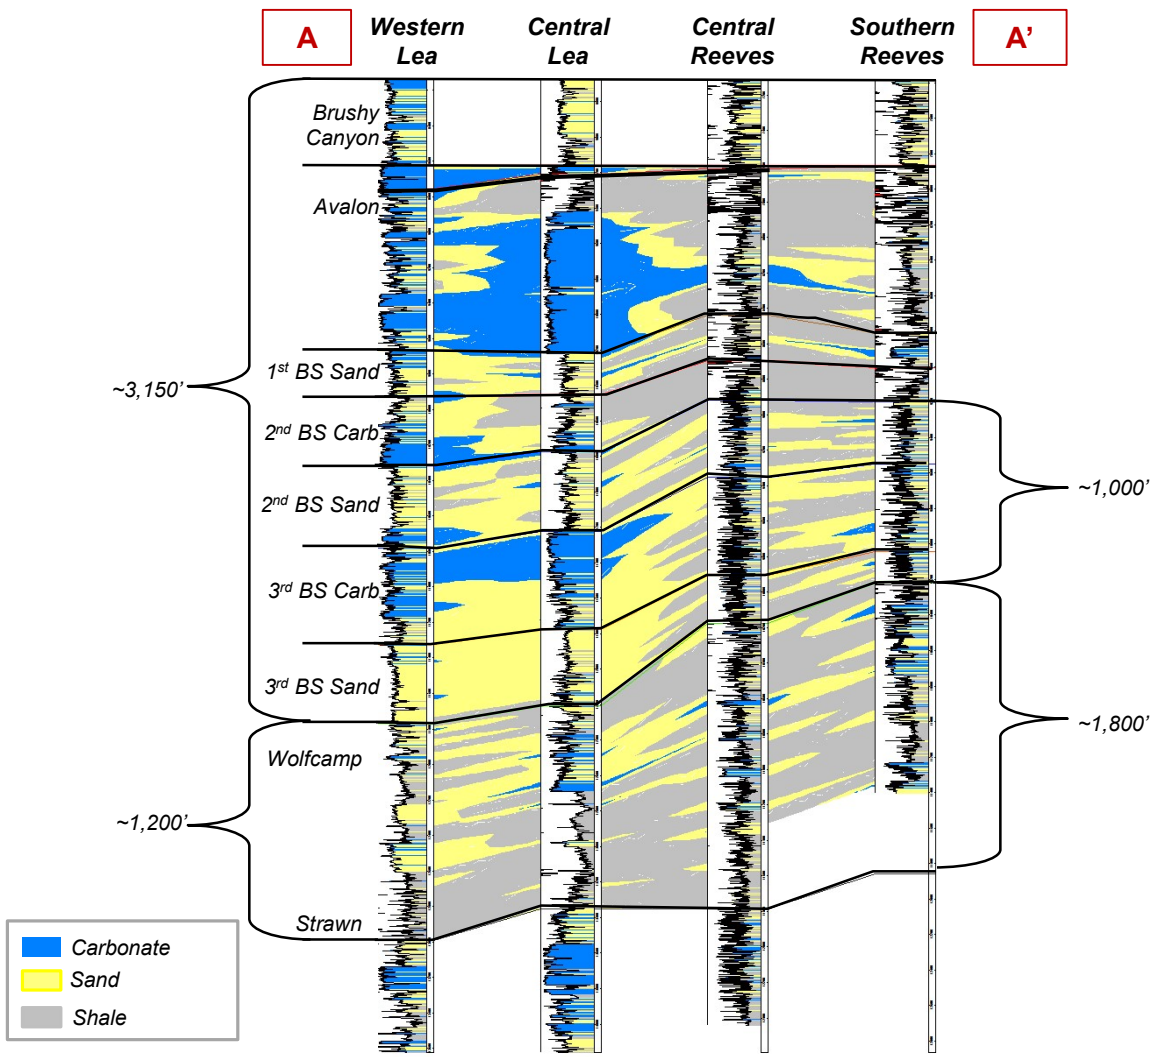 A
Western
Lea
Central
Lea
Central
Reeves
Southern
Reeves
A’
Brushy
Canyon
Avalon
1st BS Sand
~3,150’
2nd BS Carb
2nd BS Sand
~1,000’
3rd BS Carb
3rd BS Sand
~1,800’
Wolfcamp
~1,200’
Strawn
Carbonate
Sand
Shale